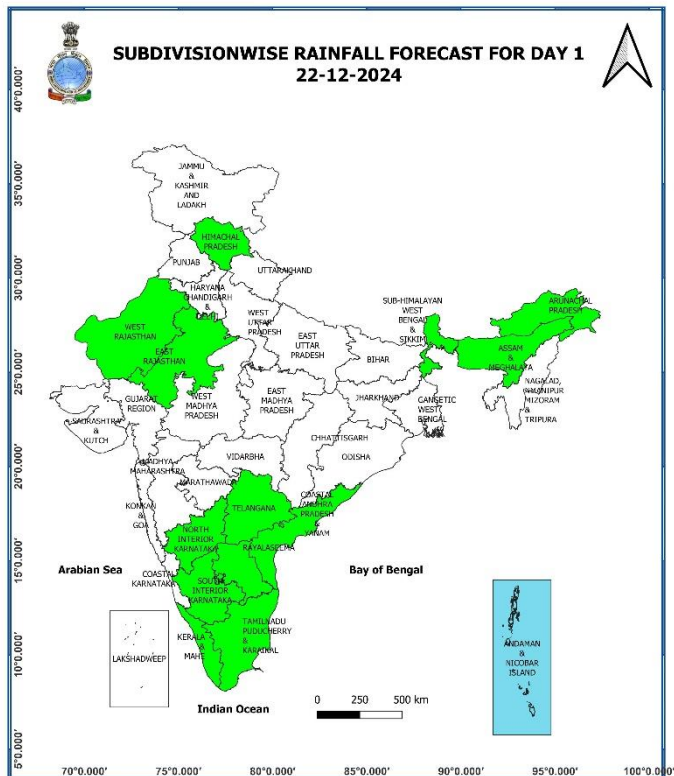 SUBDIVISIONWISE RAINFALL FORECAST FOR DAY 1
22-12-2024
40°0.000'
35°0.000'
30°0.000'
25°0.000'
20°0.000'
15°0.000'
10°0.000'
5°0.000'
JAMMU
&
KASHMIR
AND
LADAKH
HIMACHAL
PRADESH
PUNJAB
UTTARAKHAND
HARYANA
CHANDIGARH
&
DELHI
WEST
RAJASTHAN
EAST
RAJASTHAN
WEST
UTTAR
PRADESH
EAST
UTTAR
PRADESH
SUB-HIMALAYAN
WEST
BENGAL
&
SIKKIM
ARUNACHAL
PRADESH
ASSAM
&
MEGHALAYA
NAGALAD,
MANIPUR
MIZORAM
&
TRIPURA
BIHAR
JHARKHAND
GANGETIC
WEST
BENGAL
GUJARAT
REGION
SAURASHTRA
&
KUTCH
WEST
MADHYA
PRADESH
EAST
MADHYA
PRADESH
CHHATTISGARH
ODISHA
VIDARBHA
MADHYA
MAHARASHTRA
MARATHAWADA
KONKAN
&
GOA
TELANGANA
COASTAL
ANDHRA
PRADESH
&
YANAM
NORTH
INTERIOR
KARNATAKA
RAYALASEEMA
COASTAL
KARNATAKA
SOUTH
INTERIOR
KARNATAKA
TAMILNADU
PUDUCHERRY
&
KARAIKAL
KERALA
&
MAHE
LAKSHADWEEP
ANDAMAN
&
NICOBAR
ISLAND
Arabian Sea
Bay of Bengal
Indian Ocean
0 250 500 km
70°0.000' 75°0.000' 80°0.000' 85°0.000' 90°0.000' 95°0.000' 100°0.000'